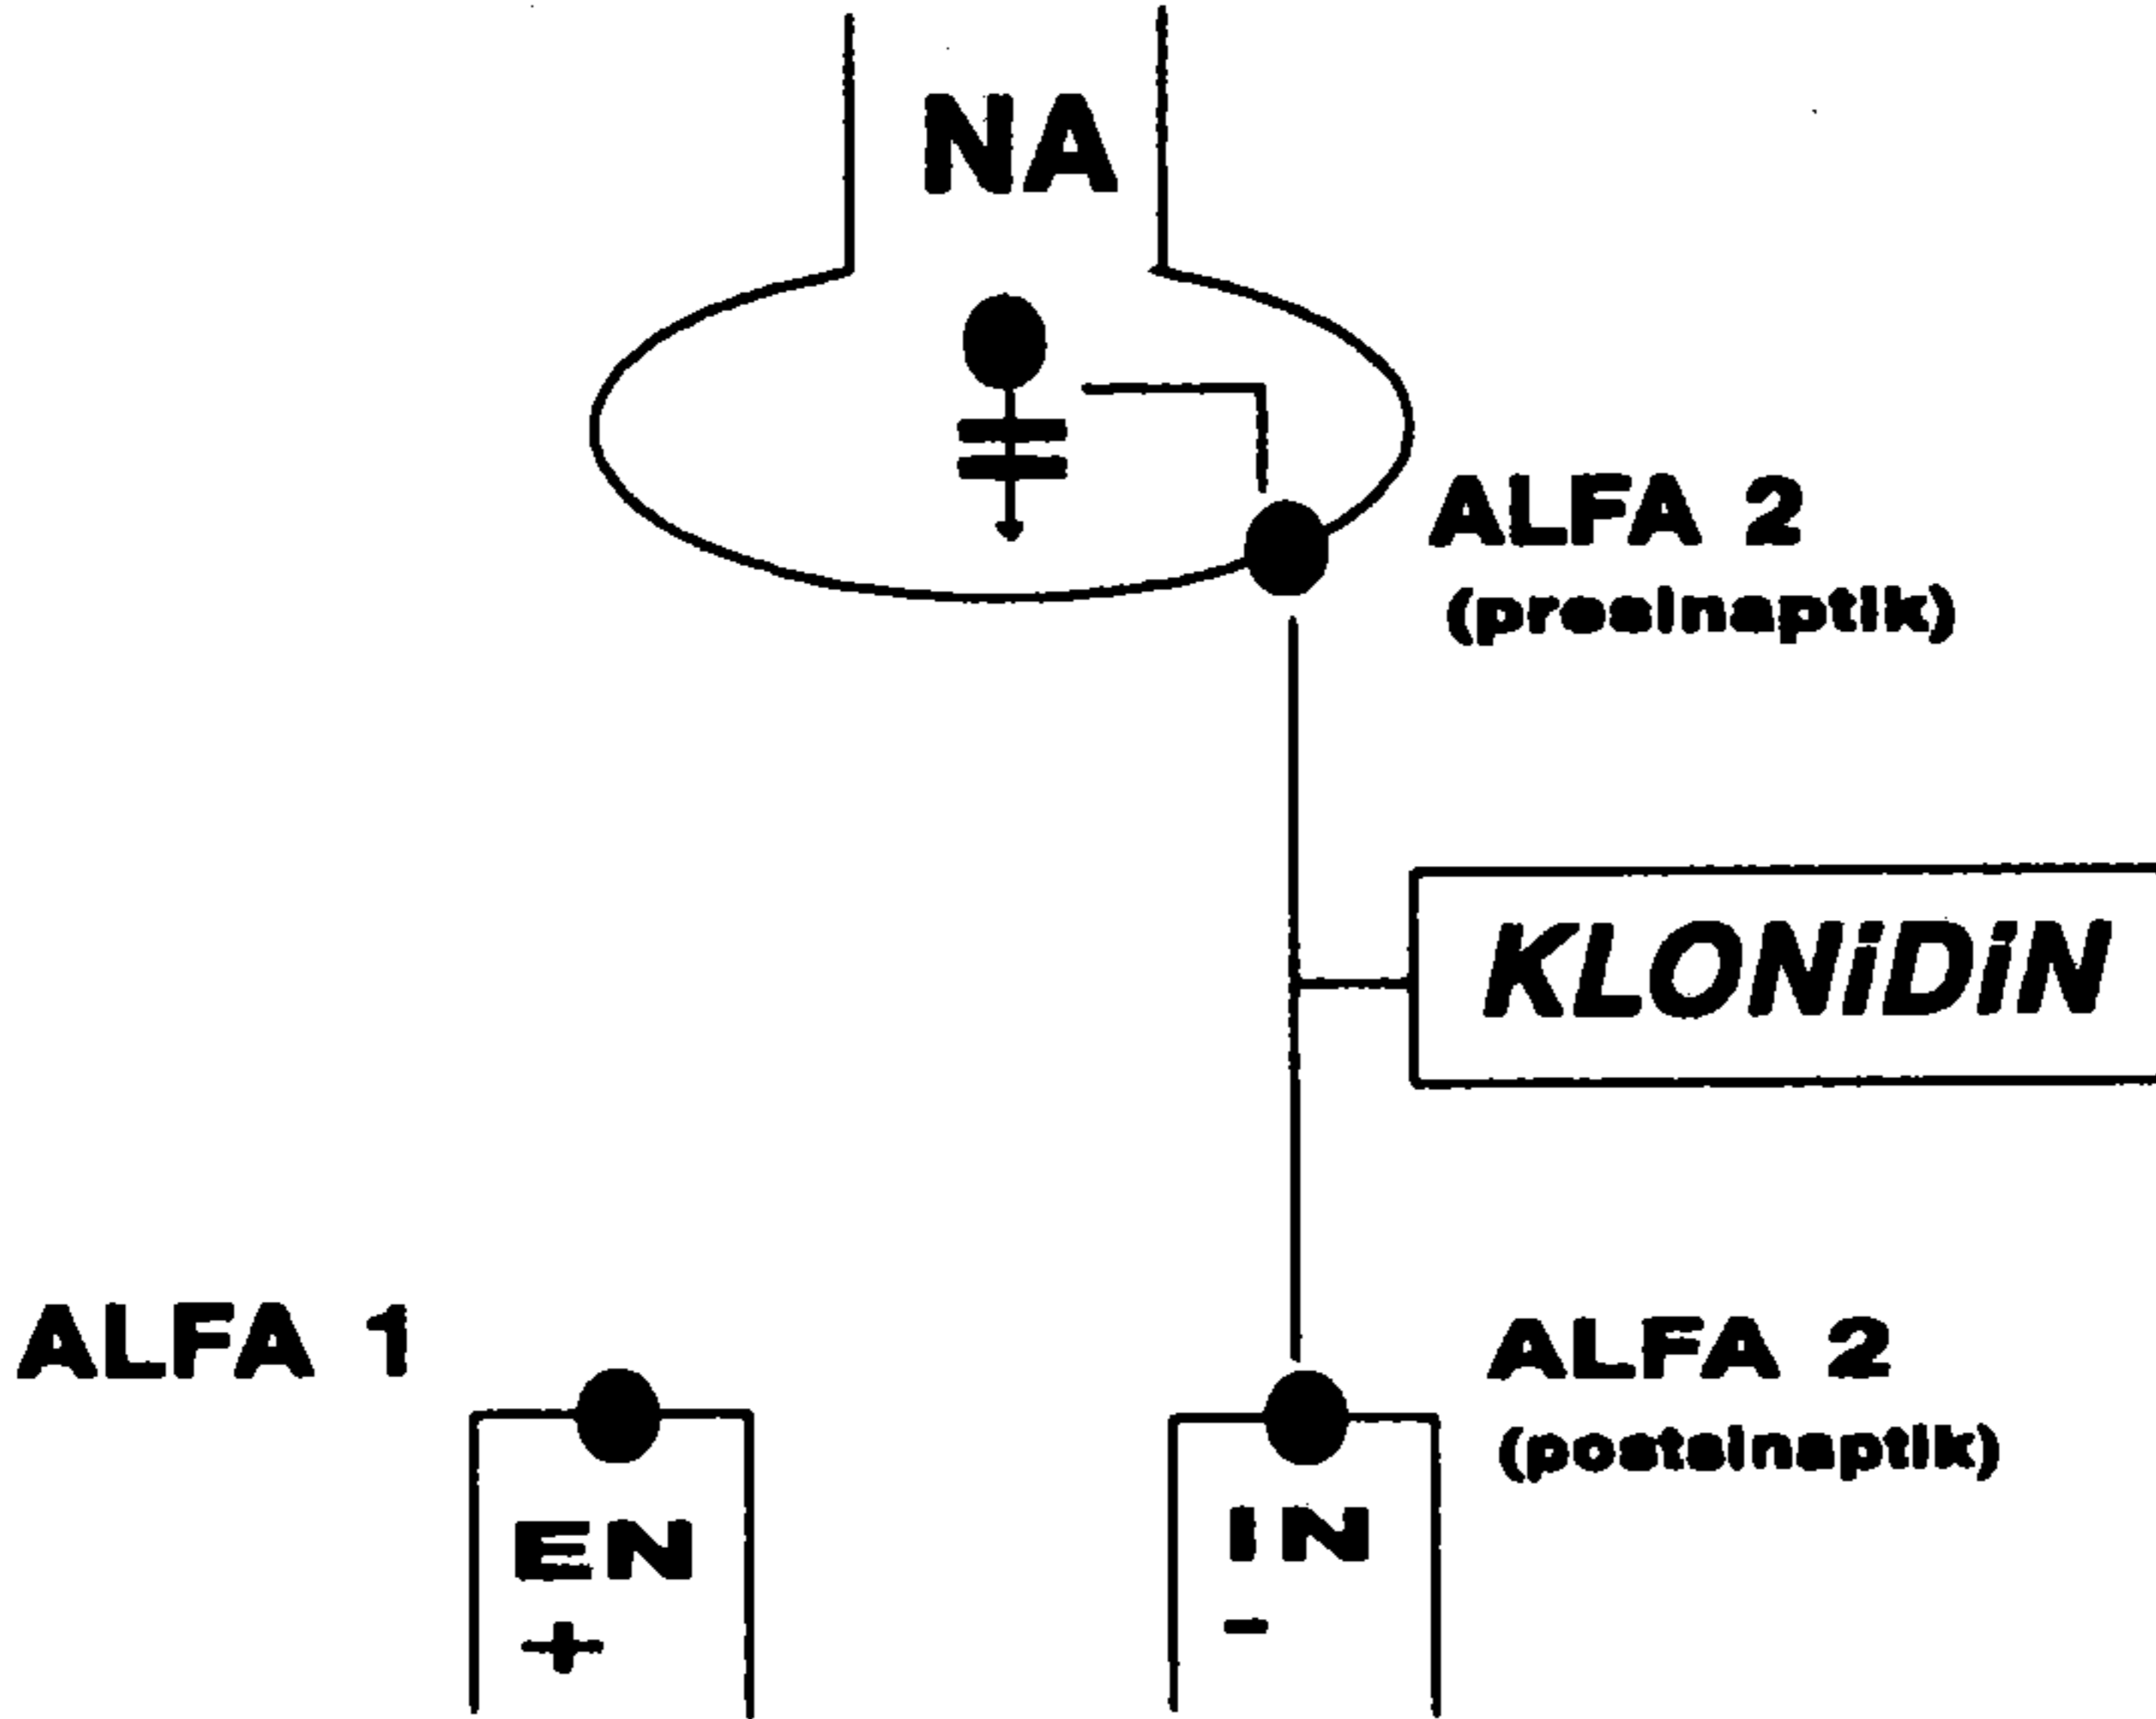 NA
ALFA 2
(presinaptik)
KLONiDiN
ALFA 1
ALFA 2
(postsinaptik)
EN
+
IN
-